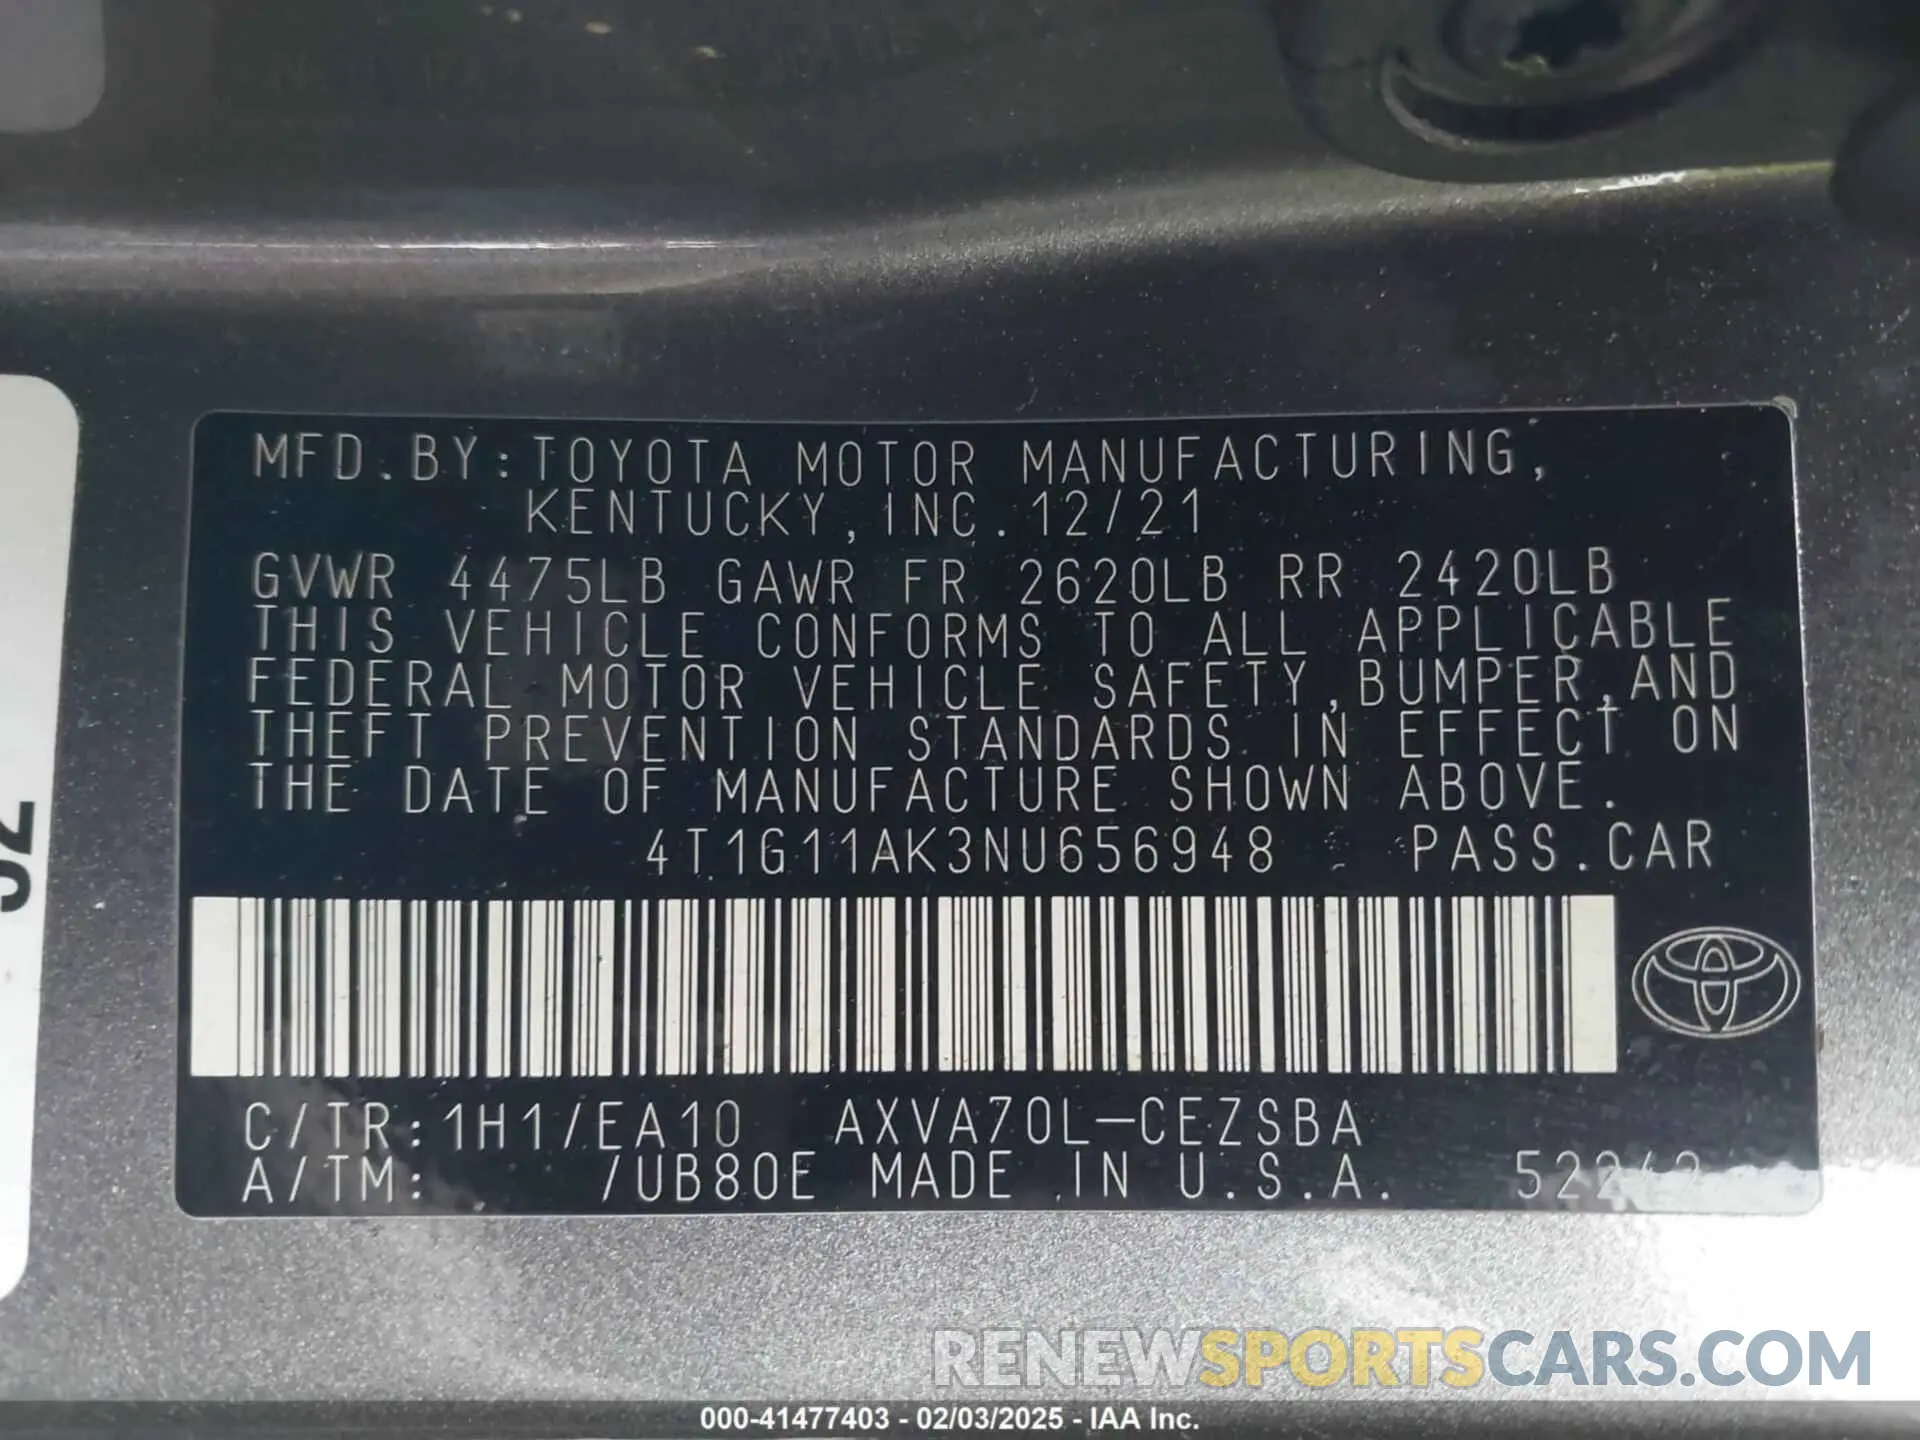 MFD.BY:TOYOTA MOTOR MANUFACTURING,
KENTUCKY,INC.12/21
GVWR 4475LB GAWR FR 2620LB RR 2420LB
THIS VEHICLE CONFORMS TO ALL APPLICABLE
FEDERAL MOTOR VEHICLE SAFETY,BUMPER,AND
THEFT PREVENTION STANDARDS IN EFFECT ON
THE DATE OF MANUFACTURE SHOWN ABOVE.
4T1G11AK3NU656948 PASS.CAR
C/TR:1H1/EA10 AXVA70L-CEZSBA
A/TM: /UB80E MADE IN U.S.A.
RENEWSPORTSCARS.COM
000-41477403 - 02/03/2025 - IAA Inc.